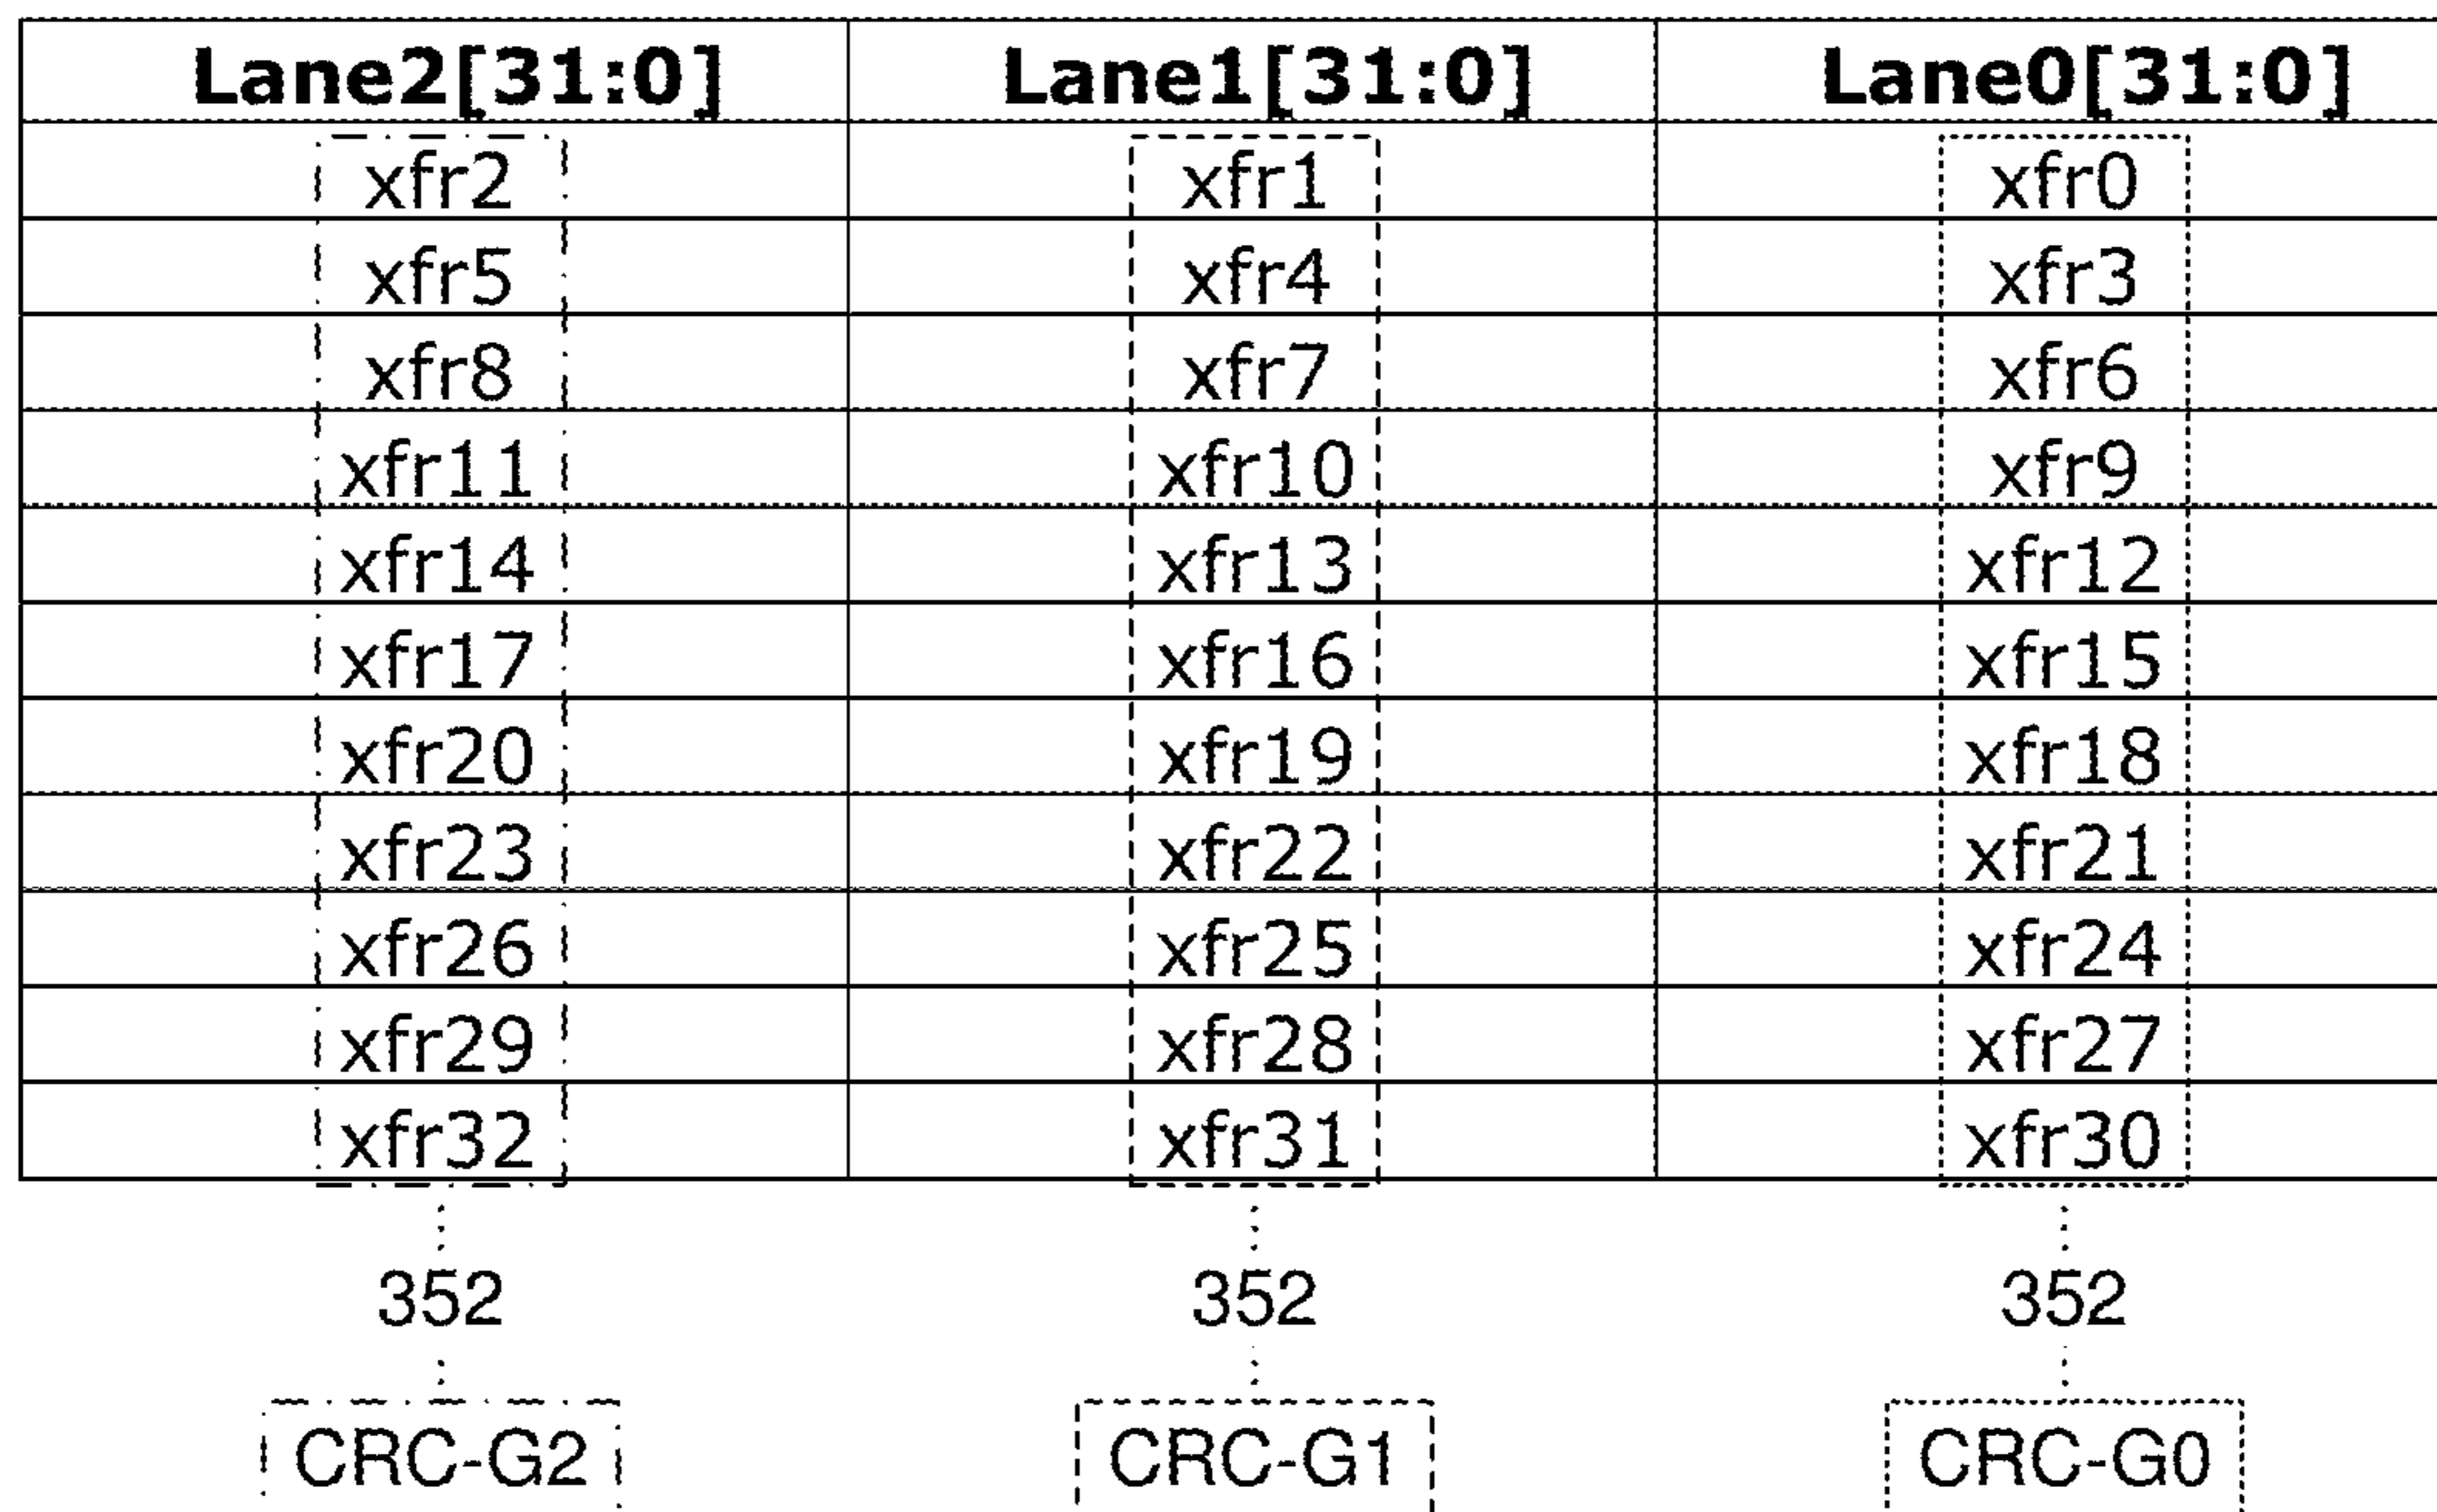 Lane2[31:0] Lane1[31:0] Lane0[31:0]
xfr2 xfr1 xfr0
xfr5 xfr4 xfr3
xfr8 xfr7 xfr6
xfr11 xfr10 xfr9
xfr14 xfr13 xfr12
xfr17 xfr16 xfr15
xfr20 xfr19 xfr18
xfr23 xfr22 xfr21
xfr26 xfr25 xfr24
xfr29 xfr28 xfr27
xfr32 xfr31 xfr30
352 352 352
CRC-G2 CRC-G1 CRC-G0